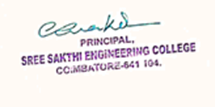 PRINCIPAL,
SREE SAKTHI ENGINEERING COLLEGE
COIMBATORE-641 104.